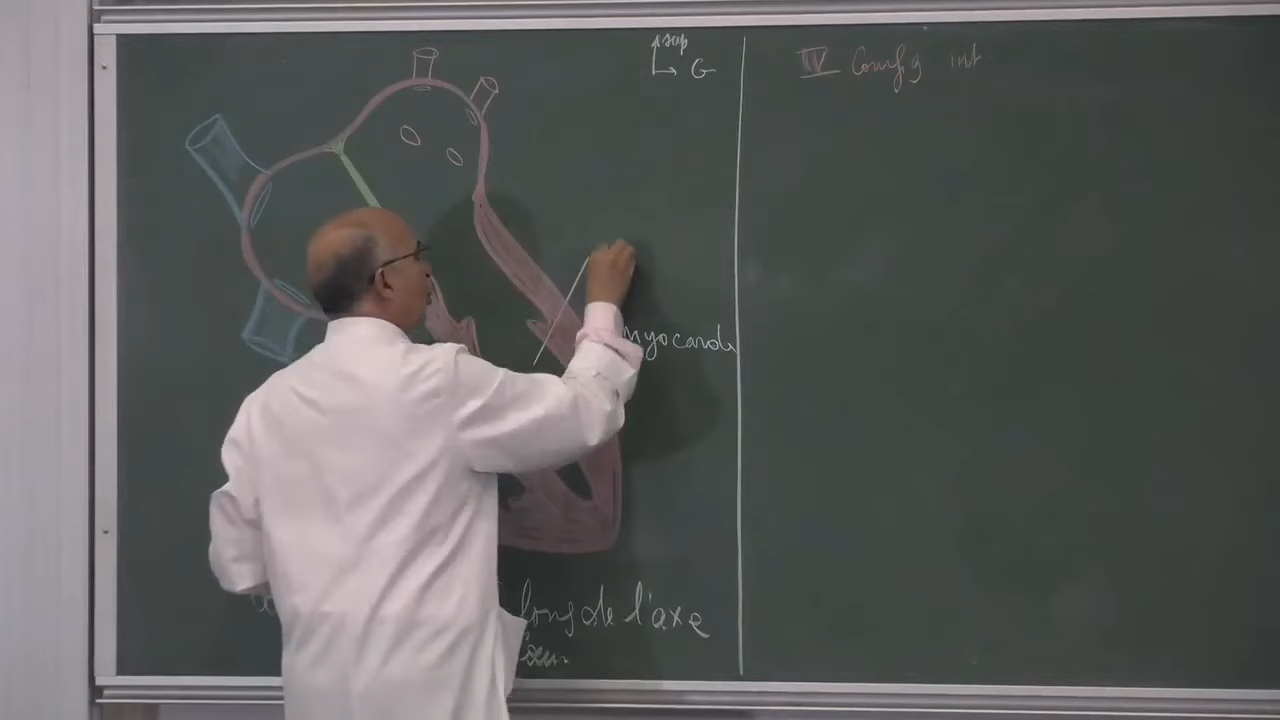 sup
G
IV Config int
myocarde
long de l'axe